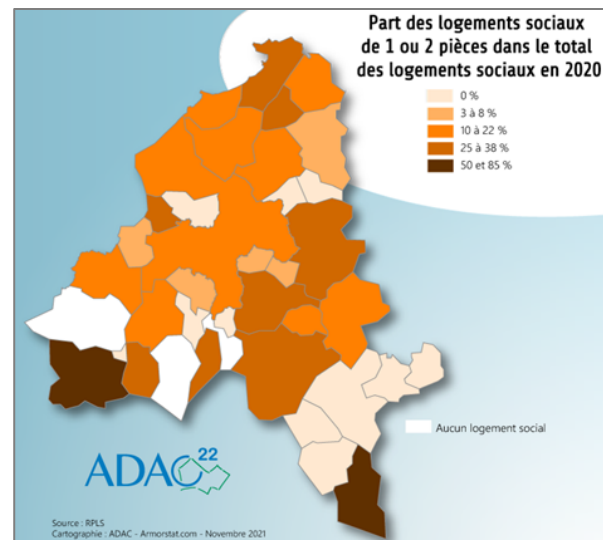 Part des logements sociaux
de 1 ou 2 pièces dans le total
des logements sociaux en 2020
0 %
3 à 8 %
10 à 22 %
25 à 38 %
50 et 85 %
Aucun logement social
ADAC 22
Source : RPLS
Cartographie : ADAC - Armorstat.com - Novembre 2021